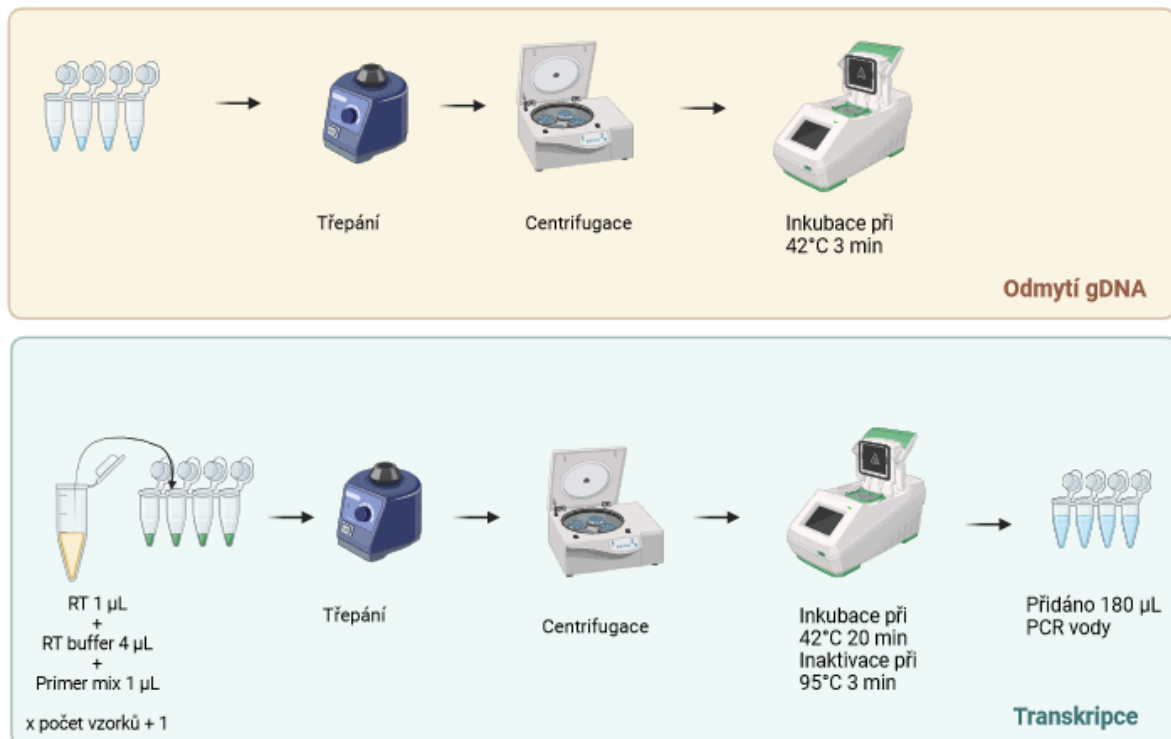 Třepání
Centrifugace
Inkubace při
42°C 3 min
Odmytí gDNA
RT 1 µL
+
RT buffer 4 µL
+
Primer mix 1 µL
x počet vzorků + 1
Třepání
Centrifugace
Inkubace při
42°C 20 min
Inaktivace při
95°C 3 min
Přidáno 180 µL
PCR vody
Transkripce